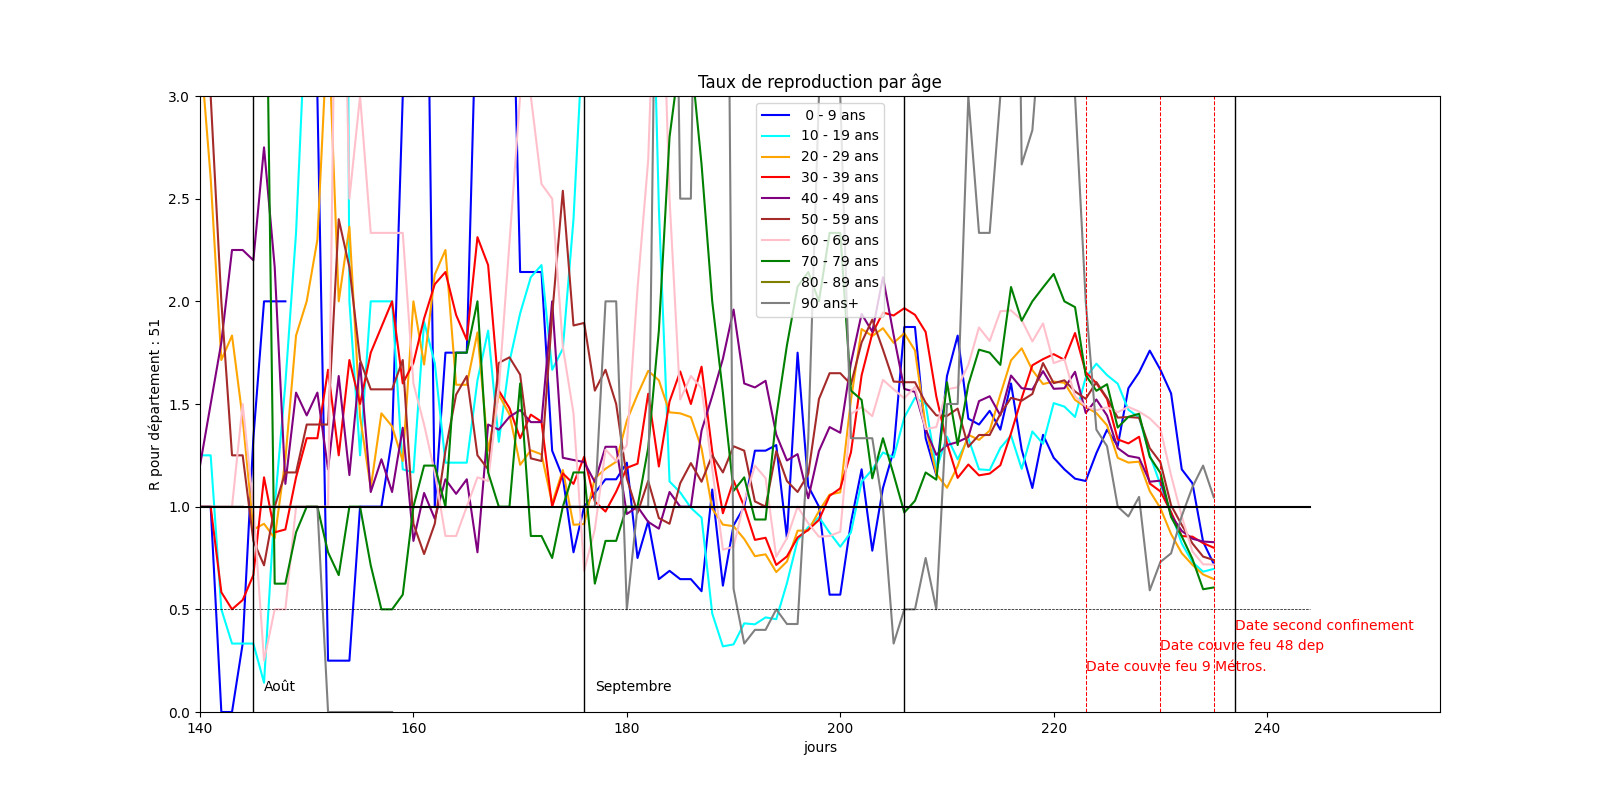 Taux de reproduction par âge
R pour département : 51
3.0
2.5
2.0
1.5
1.0
0.5
0.0
0 - 9 ans
10 - 19 ans
20 - 29 ans
30 - 39 ans
40 - 49 ans
50 - 59 ans
60 - 69 ans
70 - 79 ans
80 - 89 ans
90 ans+
Date second confinement
Date couvre feu 48 dep
Date couvre feu 9 Métros.
Août
Septembre
140
160
180
200
220
240
jours